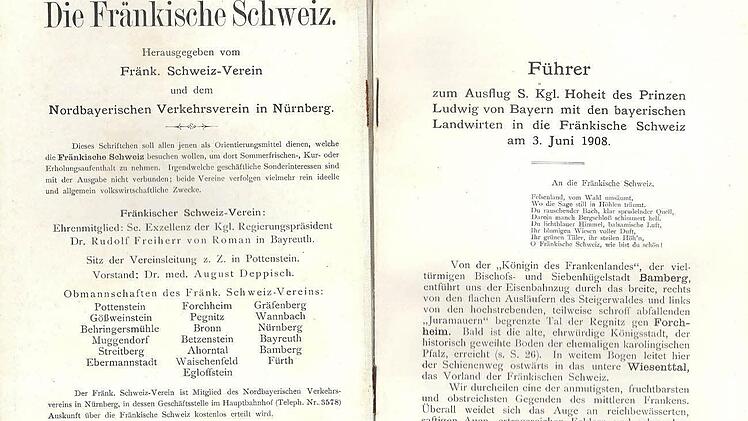 Die Fränkische Schweiz.
Herausgegeben vom
Fränk. Schweiz-Verein
und dem
Nordbayerischen Verkehrsverein in Nürnberg.
Dieses Schriftchen soll allen jenen als Orientierungsmittel dienen, welche
die Fränkische Schweiz besuchen wollen, um dort Sommerfrischen-, Kur- oder
Erholungsaufenthalt zu nehmen. Irgendwelche geschäftliche Sonderinteressen sind
mit der Ausgabe nicht verbunden; beide Vereine verfolgen vielmehr rein ideelle
und allgemein volkswirtschaftliche Zwecke.
Fränkischer Schweiz-Verein:
Ehrenmitglied: Se. Exzellenz der Kgl. Regierungspräsident
Dr. Rudolf Freiherr von Roman in Bayreuth.
Sitz der Vereinsleitung z. Z. in Pottenstein.
Vorstand: Dr. med. August Deppisch.
Obmannschaften des Fränk. Schweiz-Vereins:
Pottenstein Forchheim Gräfenberg
Gößweinstein Pegnitz Wannbach
Behringersmühle Bronn Nürnberg
Muggendorf Betzenstein Bayreuth
Streitberg Ahorntal Bamberg
Ebermannstadt Waischenfeld Fürth
Egloffstein
Der Fränk. Schweiz-Verein ist Mitglied des Nordbayerischen Verkehrs-
vereins in Nürnberg, in dessen Geschäftsstelle im Hauptbahnhof (Teleph. Nr. 3578)
Auskunft über die Fränkische Schweiz kostenlos erteilt wird.
Führer
zum Ausflug S. Kgl. Hoheit des Prinzen
Ludwig von Bayern mit den bayerischen
Landwirten in die Fränkische Schweiz
am 3. Juni 1908.
An die Fränkische Schweiz.
Felsenland, vom Wald umsäumt,
Wo die Sage still in Höhlen träumt.
Du rauschender Bach, klar sprudelnder Quell,
Darein manch Bergschloß schimmert hell.
Du lichtblauer Himmel, balsamische Luft,
Ihr blumigen Wiesen voller Duft,
Ihr grünen Täler, ihr steilen Höh'n,
O Fränkische Schweiz, wie bist du schön!
Von der „Königin des Frankenlandes“, der viel-
türmigen Bischofs- und Siebenhügelstadt Bamberg,
entführt uns der Eisenbahnzug durch das breite, rechts
von den flachen Ausläufern des Steigerwaldes und links
von den hochstrebenden, teilweise schroff abfallenden
„Juramauern“ begrenzte Tal der Regnitz gen Forch-
heim. Bald ist die alte, ehrwürdige Königsstadt, der
historisch geweihte Boden der ehemaligen karolingischen
Pfalz, erreicht (s. S. 26). In weitem Bogen leitet hier
der Schienenweg ostwärts in das untere Wiesenttal,
das Vorland der Fränkischen Schweiz.
Wir durcheilen eine der anmutigsten, fruchtbarsten
und obstreichsten Gegenden des mittleren Frankens.
Überall weidet sich das Auge an reichbewässerten,